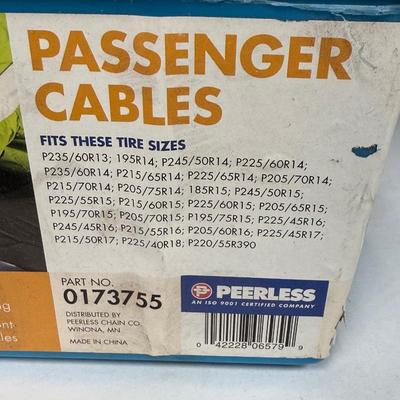 PASSENGER
CABLES
FITS THESE TIRE SIZES
P235/60R13; 195R14; P245/50R14; P225/60R14;
P235/60R14; P215/65R14; P225/65R14; P205/70R14;
P215/70R14; P205/75R14; 185R15; P245/50R15;
P225/55R15; P215/60R15; P225/60R15; P205/65R15;
P195/70R15; P205/70R15; P195/75R15; P225/45R16;
P245/45R16; P215/55R16; P205/60R16; P225/45R17;
P215/50R17; P225/40R18; P220/55R390
PART NO.
0173755
DISTRIBUTED BY
PEERLESS CHAIN CO.
WINONA, MN
MADE IN CHINA
PEERLESS
AN ISO 9001 CERTIFIED COMPANY
0 42228 06579 9